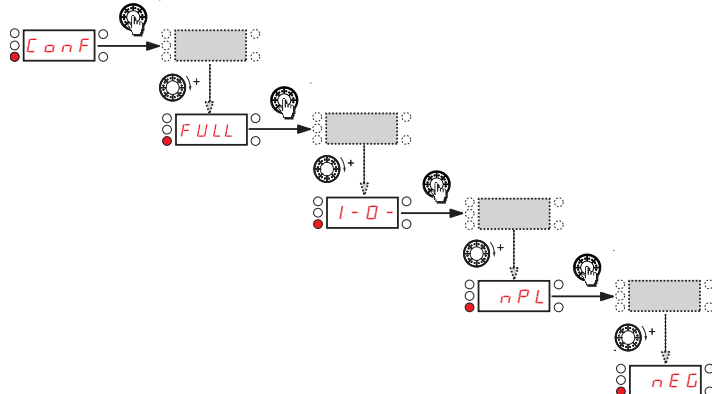 ConF
+
FULL
+
I-O-
+
nPL
+
nEG